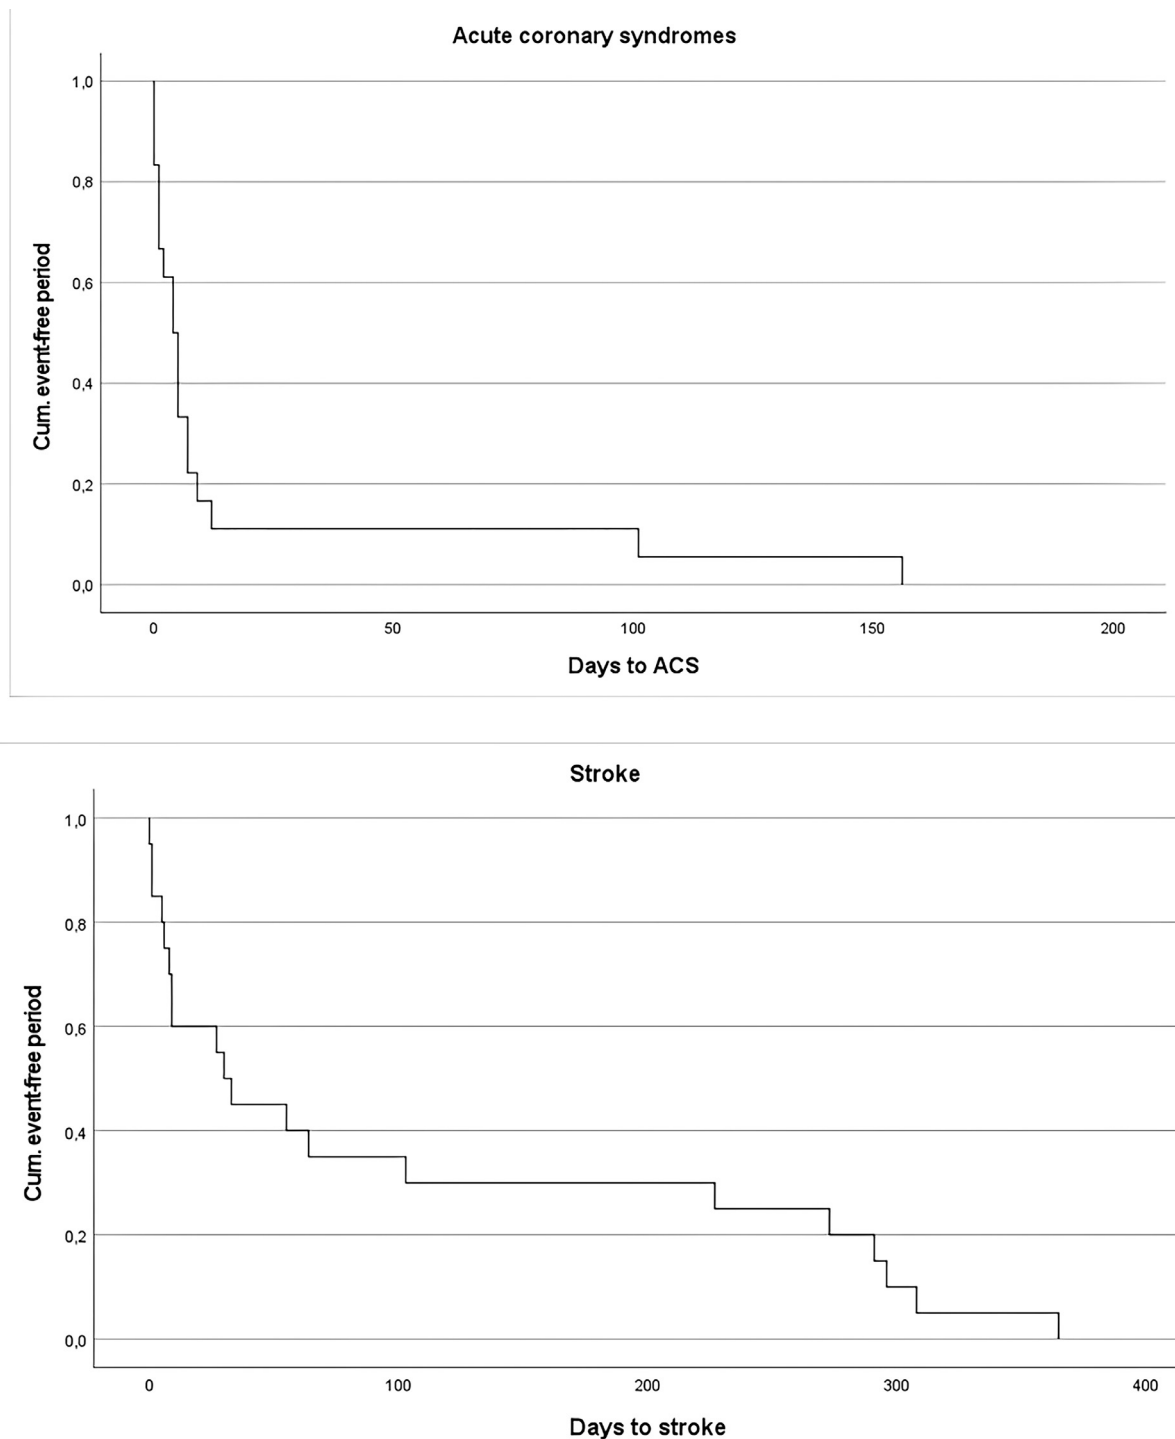 Acute coronary syndromes
Cum. event-free period
1,0
0,8
0,6
0,4
0,2
0,0
0 50 100 150 200
Days to ACS
Stroke
Cum. event-free period
1,0
0,8
0,6
0,4
0,2
0,0
0 100 200 300 400
Days to stroke